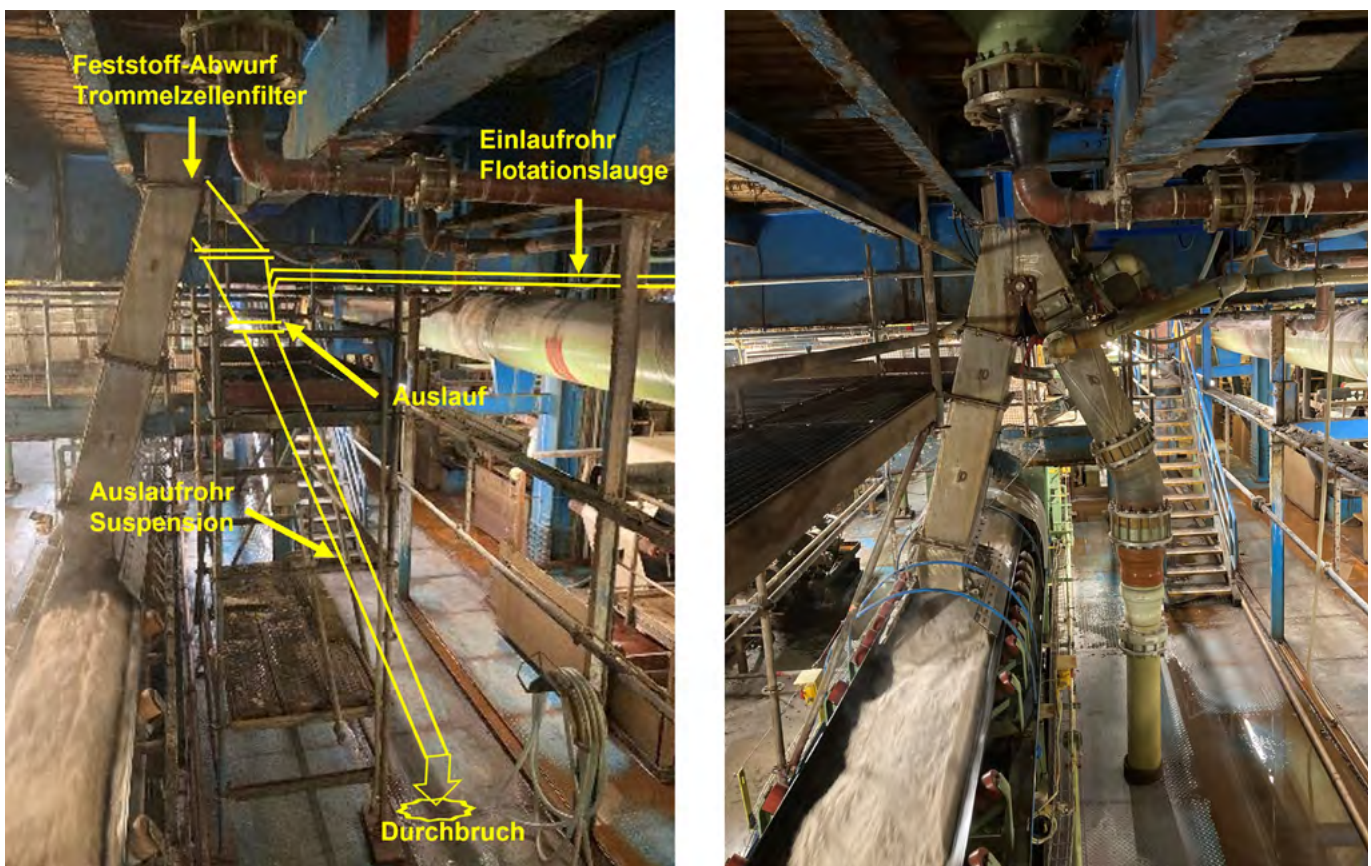 Feststoff-Abwurf
Trommelzellenfilter
Einlaufrohr
Flotationslauge
Auslauf
Auslaufrohr
Suspension
Durchbruch